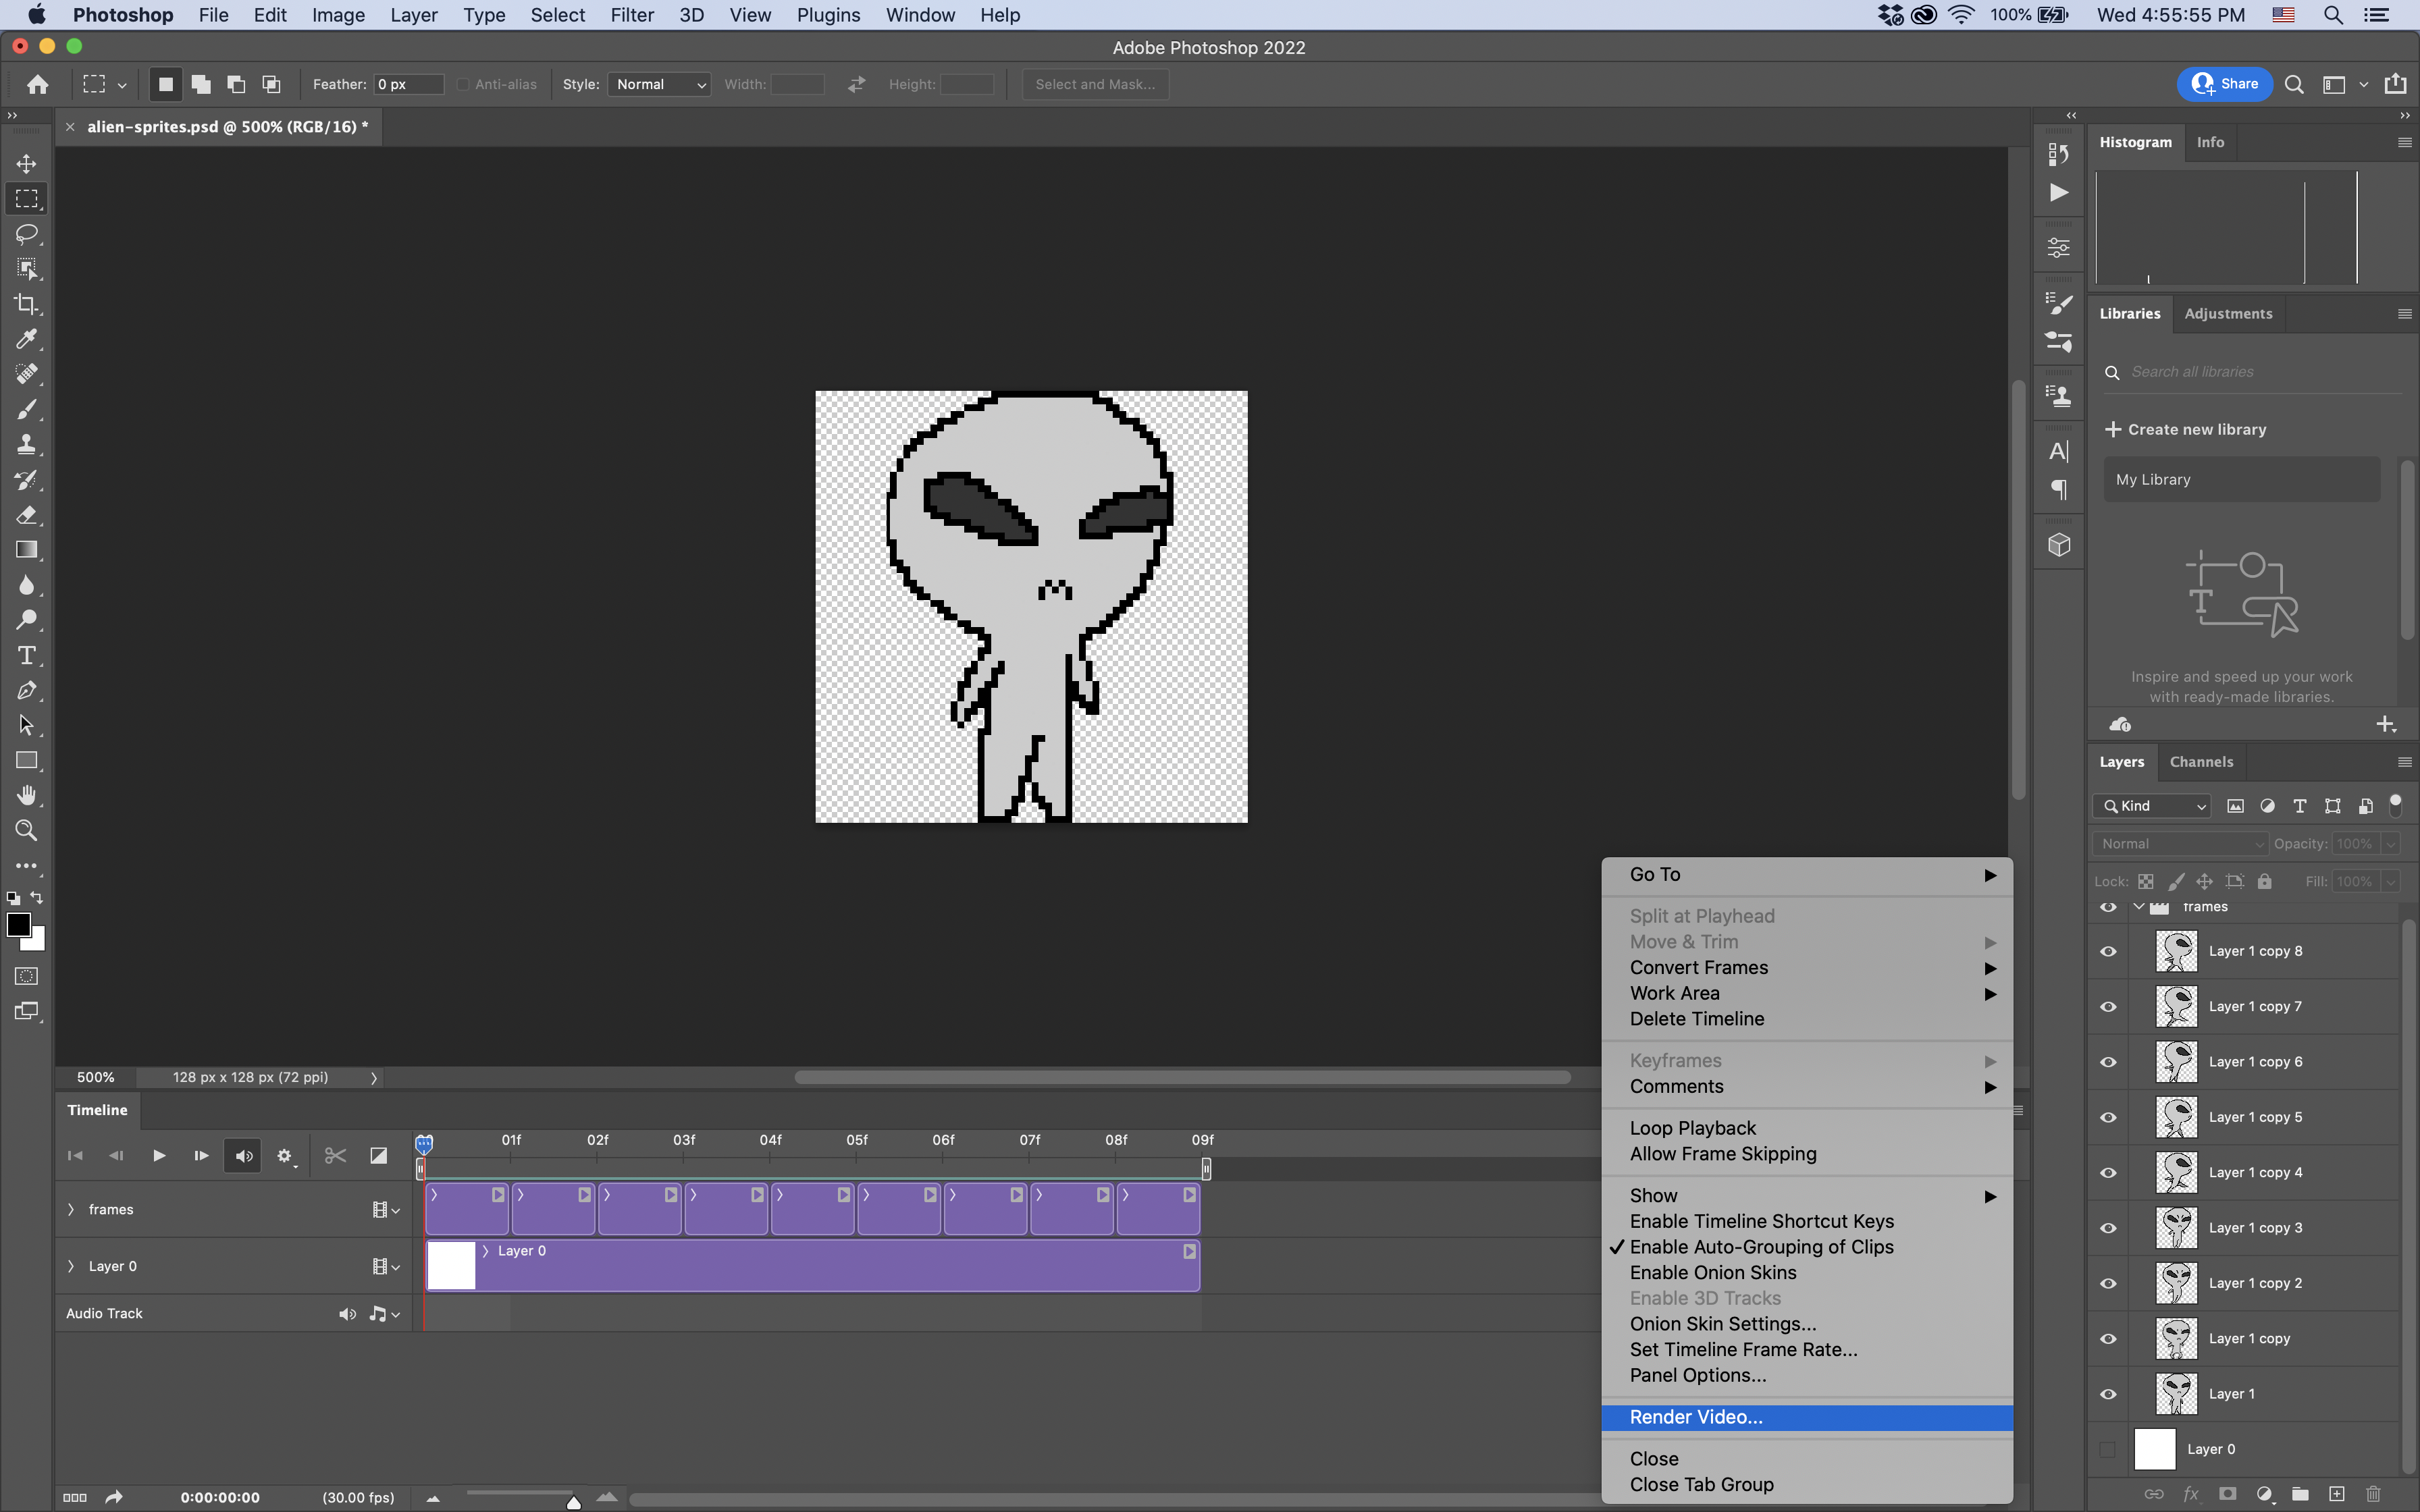 Photoshop File Edit Image Layer Type Select Filter 3D View Plugins Window Help 100% Wed 4:55:55 PM
Adobe Photoshop 2022
Feather: 0 px Anti-alias Style: Normal Width: Height: Select and Mask... Share
alien-sprites.psd @ 500% (RGB/16) *
Histogram Info
Libraries Adjustments
Search all libraries
Create new library
My Library
Inspire and speed up your work
with ready-made libraries.
Layers Channels
Kind
Normal Opacity: 100%
Lock: Fill: 100%
frames
Layer 1 copy 8
Layer 1 copy 7
Layer 1 copy 6
Layer 1 copy 5
Layer 1 copy 4
Layer 1 copy 3
Layer 1 copy 2
Layer 1 copy
Layer 1
Layer 0
Go To
Split at Playhead
Move & Trim
Convert Frames
Work Area
Delete Timeline
Keyframes
Comments
Loop Playback
Allow Frame Skipping
Show
Enable Timeline Shortcut Keys
Enable Auto-Grouping of Clips
Enable Onion Skins
Enable 3D Tracks
Onion Skin Settings...
Set Timeline Frame Rate...
Panel Options...
Render Video...
Close
Close Tab Group
500% 128 px x 128 px (72 ppi)
Timeline
01f 02f 03f 04f 05f 06f 07f 08f 09f
frames
Layer 0 Layer 0
Audio Track
0:00:00:00 (30.00 fps)